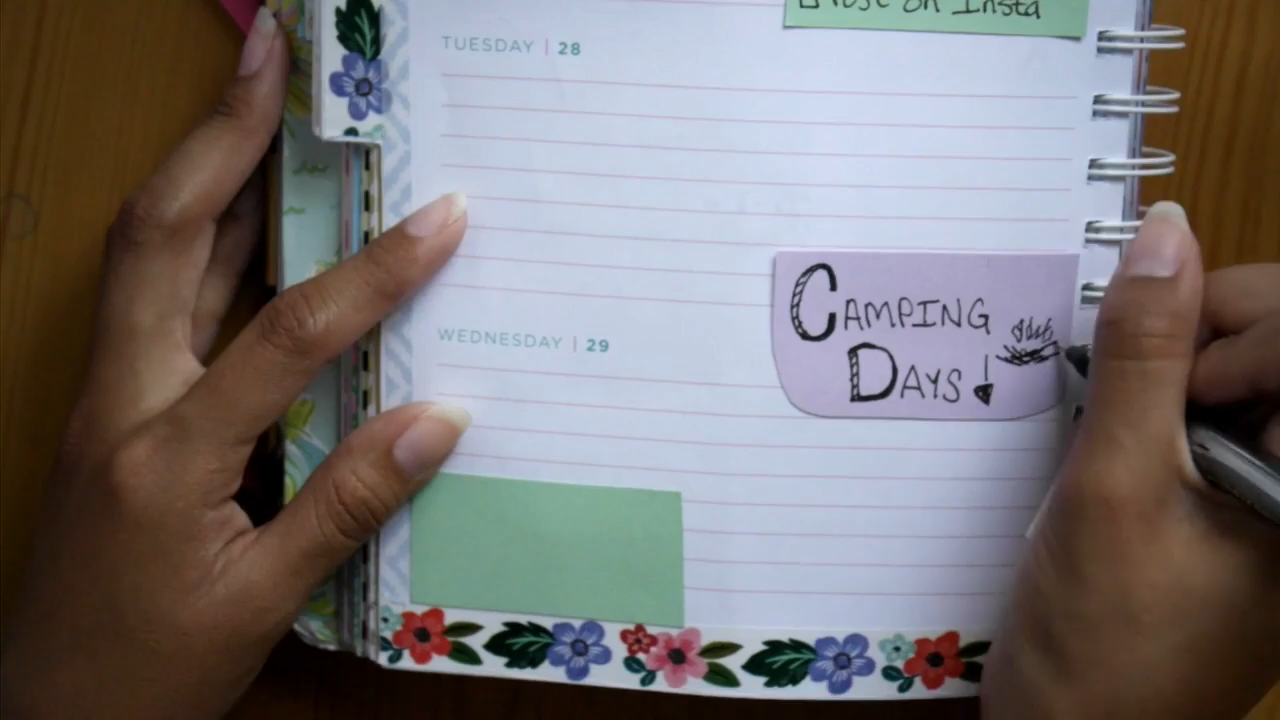 Post on Insta
TUESDAY | 28
WEDNESDAY | 29
CAMPING
DAYS